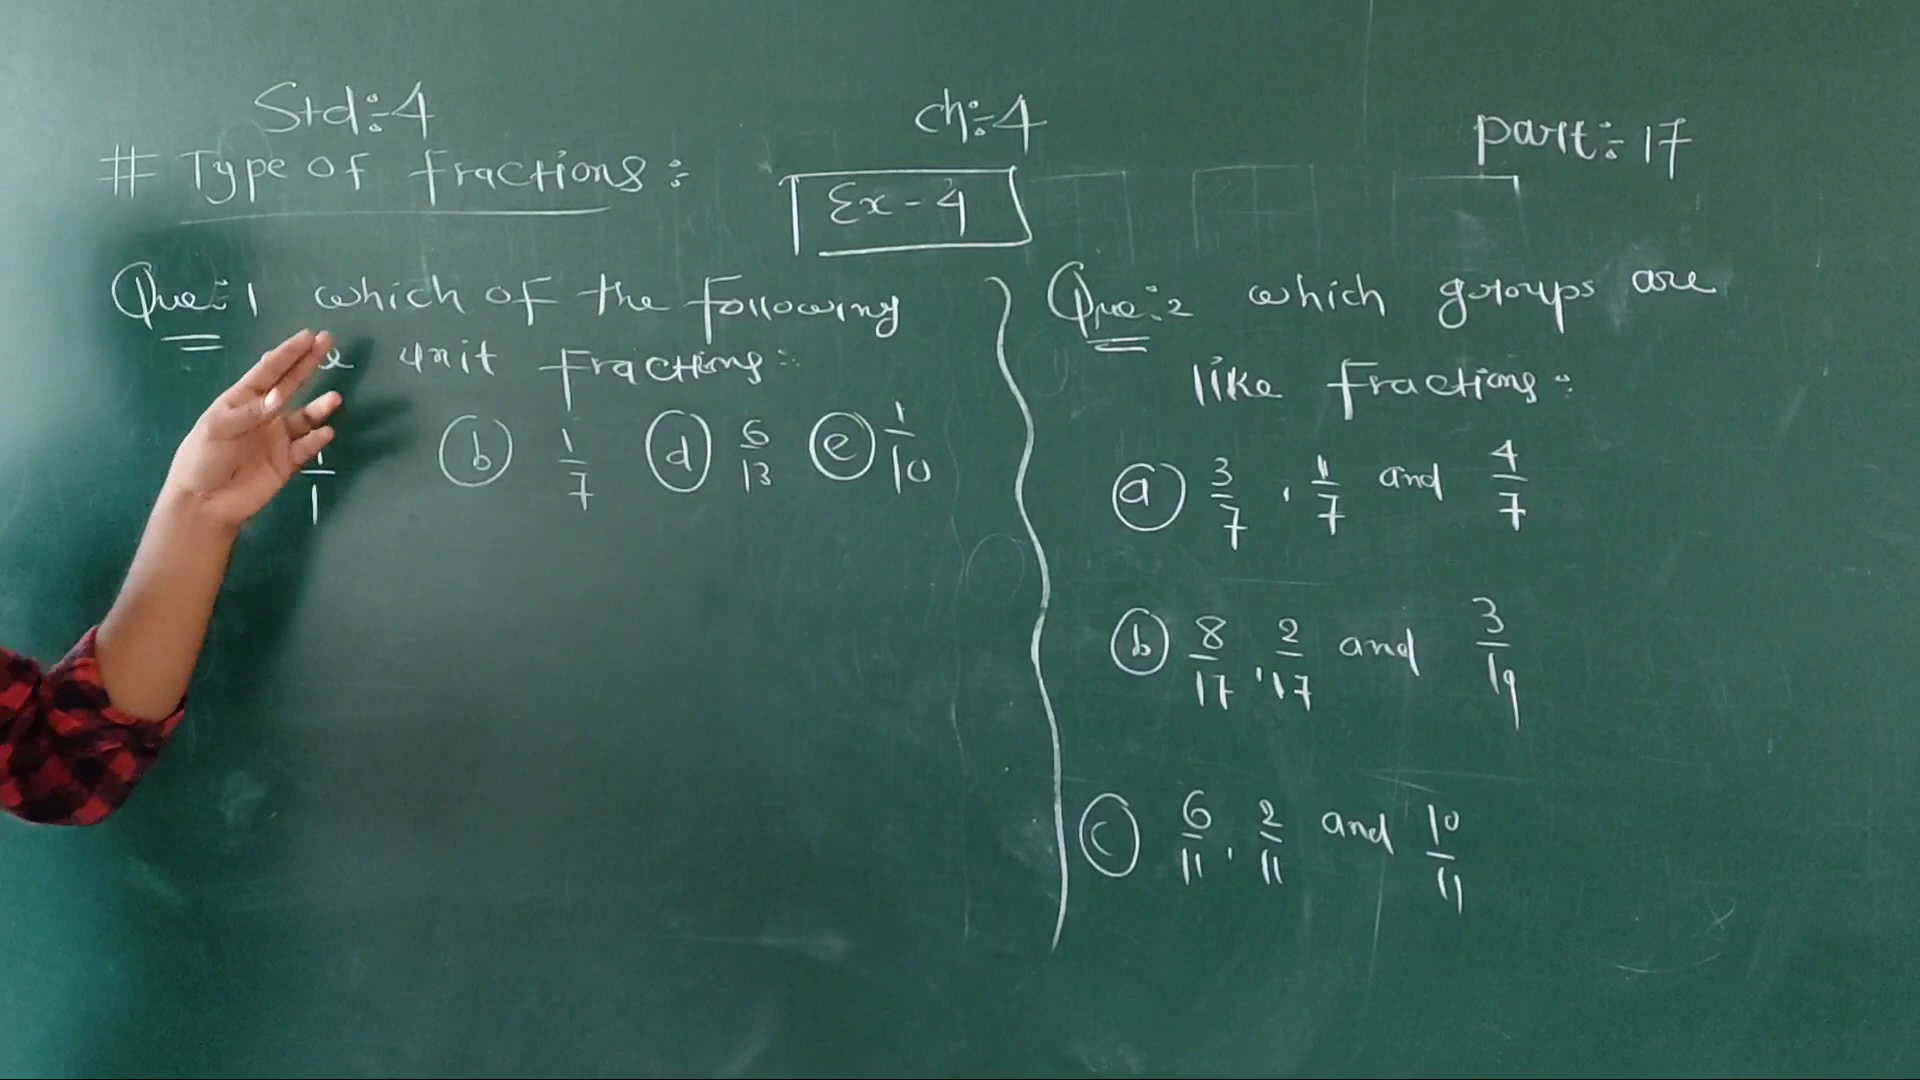 Std:-4 ch:-4 part:-17
# Type of fractions:
Ex-4
Que:1 which of the following
unit fractions:
1/1 (b) 1/7 (d) 6/13 (e) 1/10
Que:2 which groups are
like fractions:
(a) 3/7, 1/7 and 4/7
(b) 8/17, 2/17 and 3/19
(c) 6/11, 2/11 and 10/11